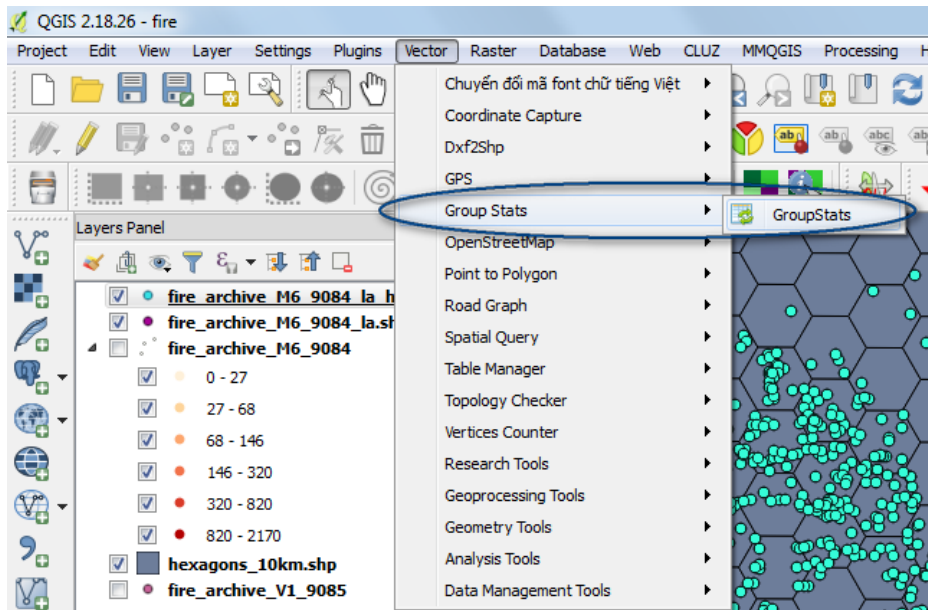 QGIS 2.18.26 - fire
Project Edit View Layer Settings Plugins Vector Raster Database Web CLUZ MMQGIS Processing H
Chuyển đổi mã font chữ tiếng Việt
Coordinate Capture
Dxf2Shp
GPS
Group Stats
GroupStats
OpenStreetMap
Point to Polygon
Road Graph
Spatial Query
Table Manager
Topology Checker
Vertices Counter
Research Tools
Geoprocessing Tools
Geometry Tools
Analysis Tools
Data Management Tools
Layers Panel
fire_archive_M6_9084_la_h
fire_archive_M6_9084_la.sh
fire_archive_M6_9084
0 - 27
27 - 68
68 - 146
146 - 320
320 - 820
820 - 2170
hexagons_10km.shp
fire_archive_V1_9085